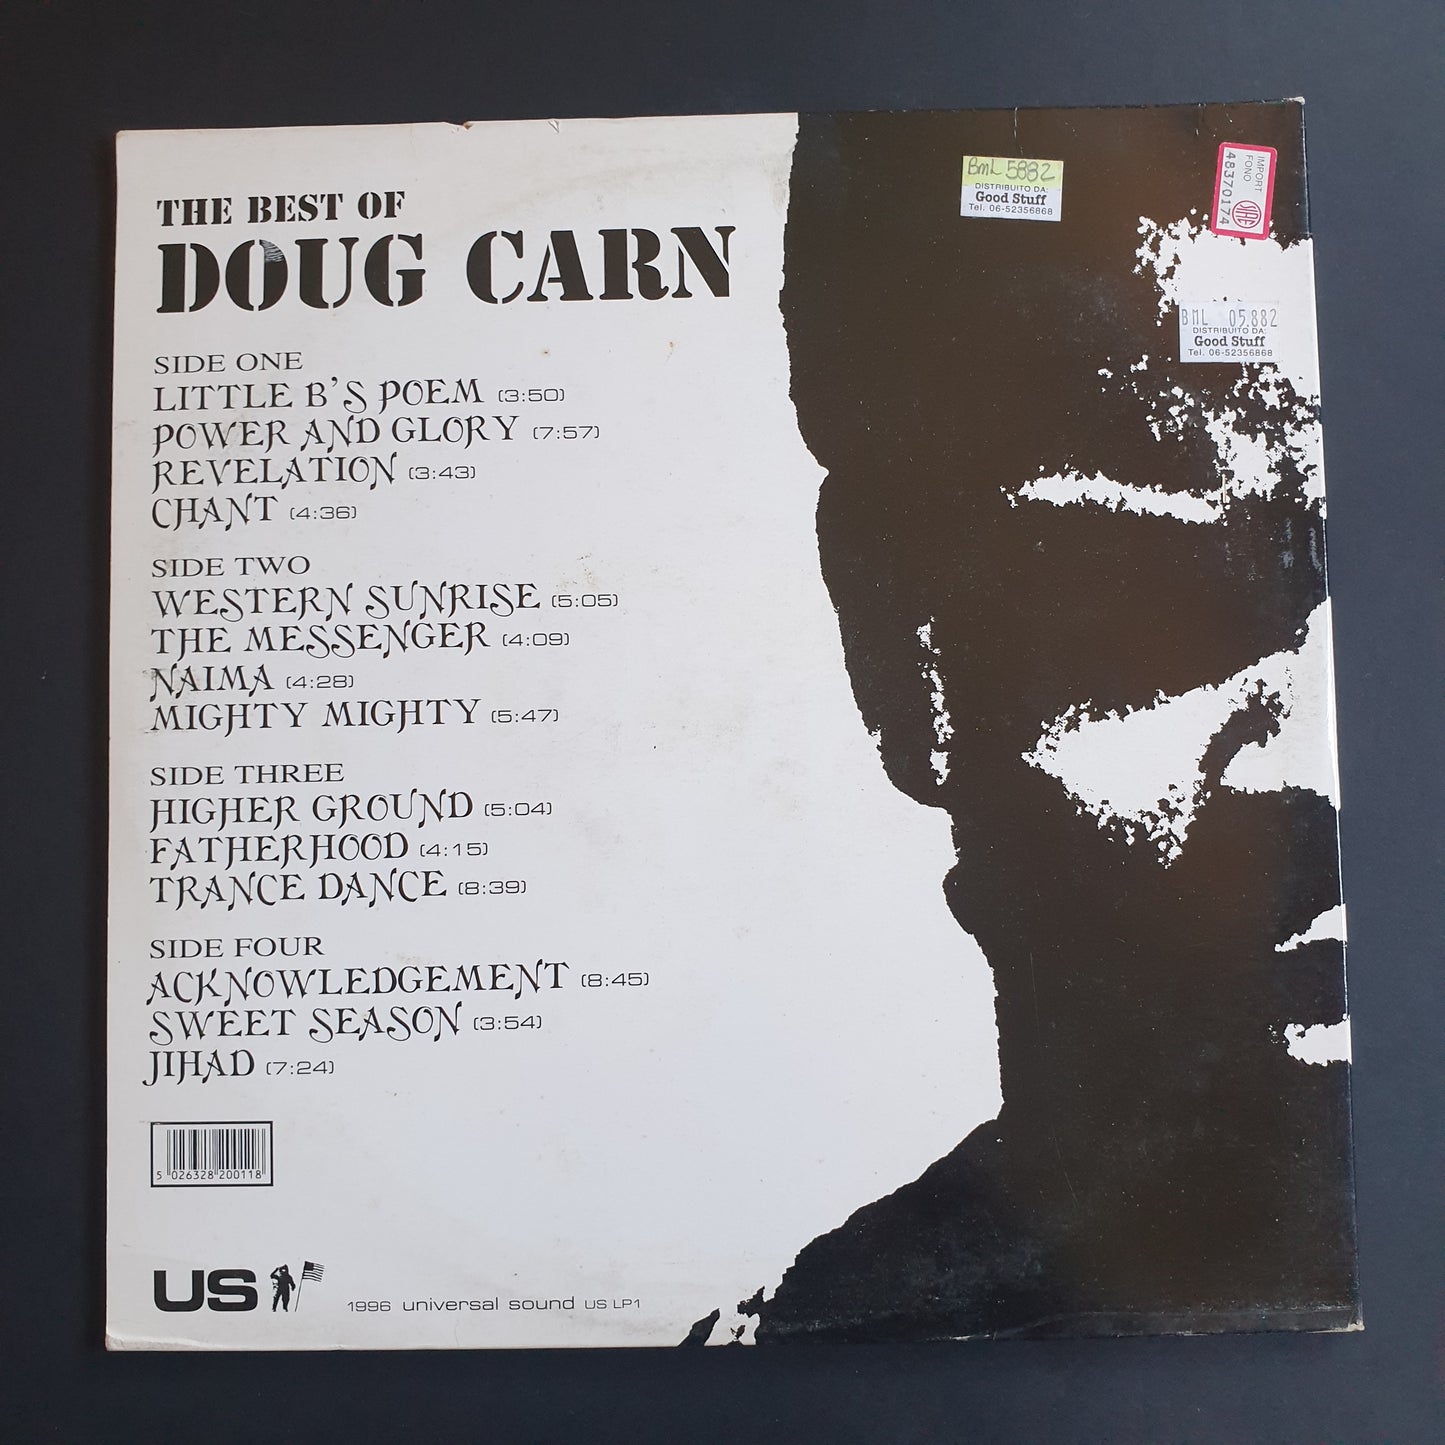 THE BEST OF
DOUG CARN
SIDE ONE
LITTLE B'S POEM (3:50)
POWER AND GLORY (7:57)
REVELATION (3:43)
CHANT (4:36)
SIDE TWO
WESTERN SUNRISE (5:05)
THE MESSENGER (4:09)
NAIMA (4:28)
MIGHTY MIGHTY (5:47)
SIDE THREE
HIGHER GROUND (5:04)
FATHERHOOD (4:15)
TRANCE DANCE (8:39)
SIDE FOUR
ACKNOWLEDGEMENT (8:45)
SWEET SEASON (3:54)
JIHAD (7:24)
5 026328 200118
US
1996 universal sound US LP1
BML 5882
DISTRIBUITO DA:
Good Stuff
Tel. 06-52356868
IMPORT
FONO
48370174
SIAE
BML 05.882
DISTRIBUITO DA:
Good Stuff
Tel. 06-52356868